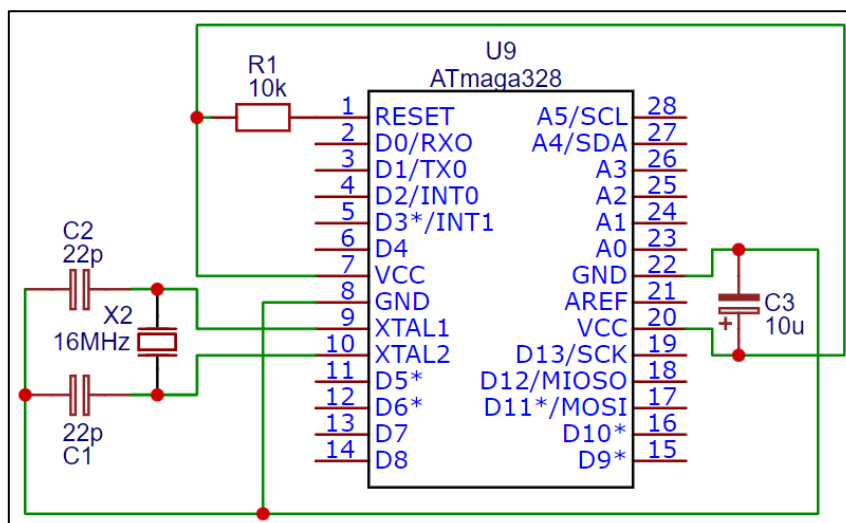 U9
ATmaga328
R1
10k
1 RESET A5/SCL 28
2 D0/RXO A4/SDA 27
3 D1/TX0 A3 26
4 D2/INT0 A2 25
5 D3*/INT1 A1 24
6 D4 A0 23
7 VCC GND 22
8 GND AREF 21
9 XTAL1 VCC 20
10 XTAL2 D13/SCK 19
11 D5* D12/MIOSO 18
12 D6* D11*/MOSI 17
13 D7 D10* 16
14 D8 D9* 15
C2
22p
X2
16MHz
22p
C1
+ C3
10u